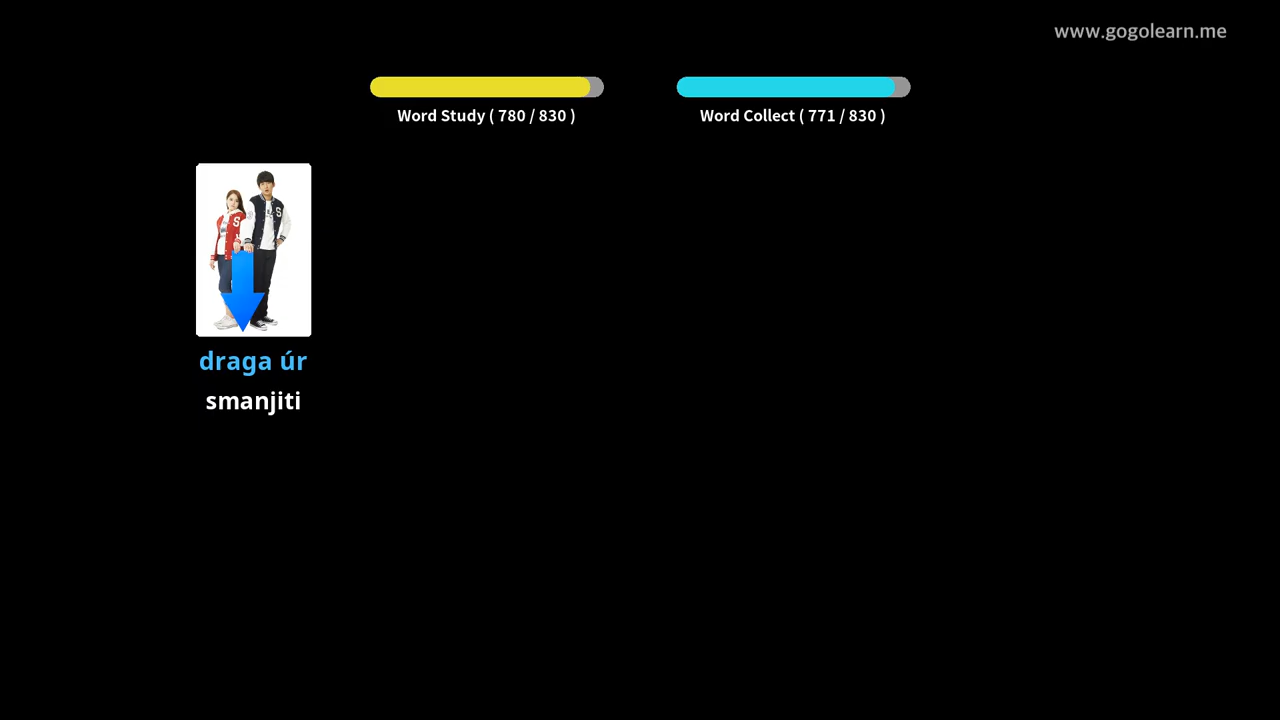 www.gogolearn.me
Word Study ( 780 / 830 )
Word Collect ( 771 / 830 )
S
S
draga úr
smanjiti